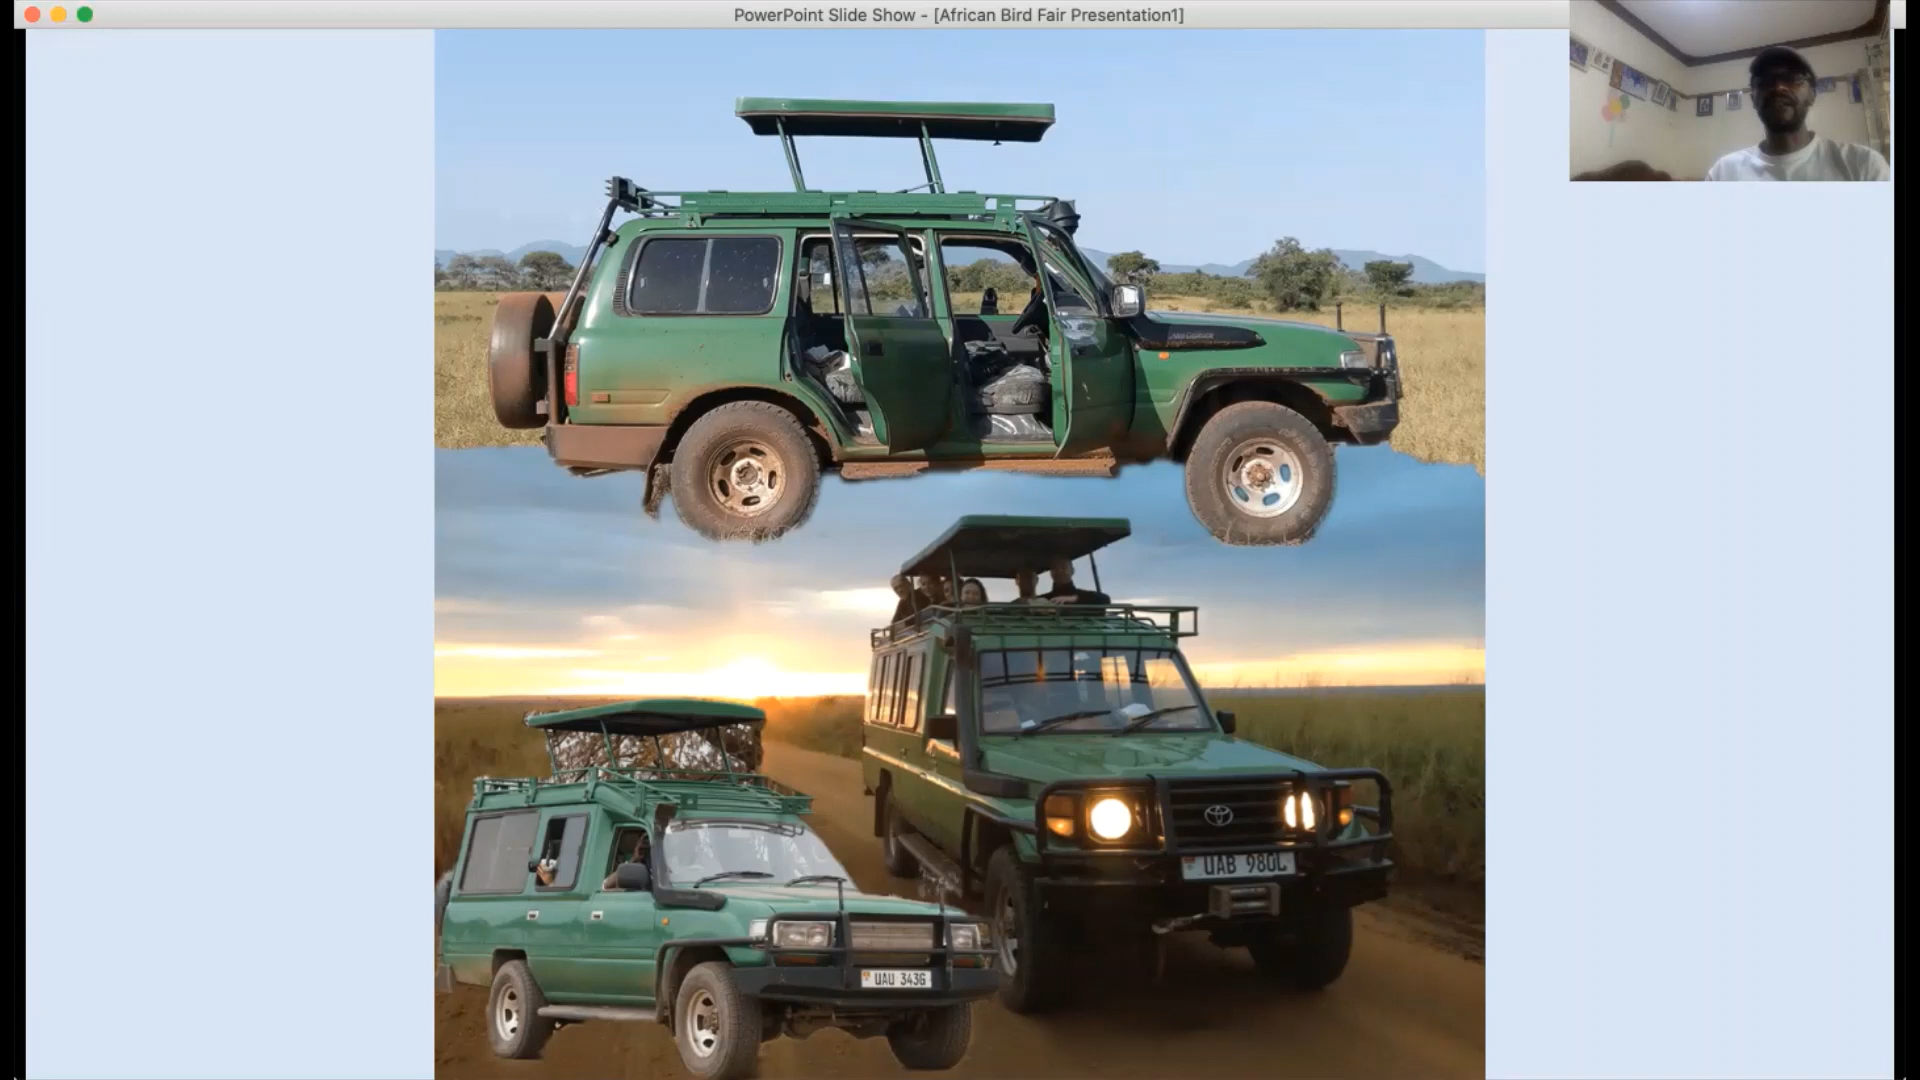 PowerPoint Slide Show - [African Bird Fair Presentation1]
UAB 980L
UAU 343G